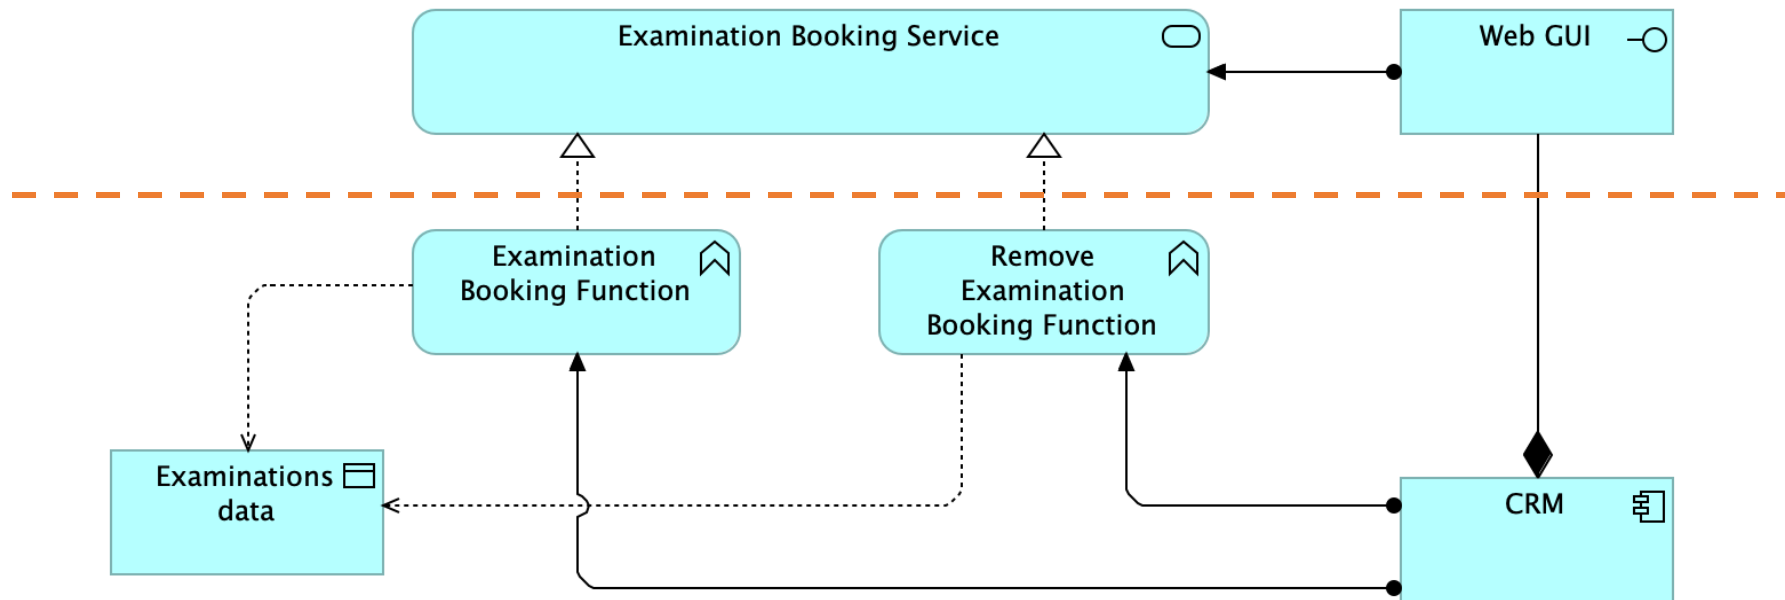 Examination Booking Service
Web GUI
Examination
Booking Function
Remove
Examination
Booking Function
Examinations
data
CRM